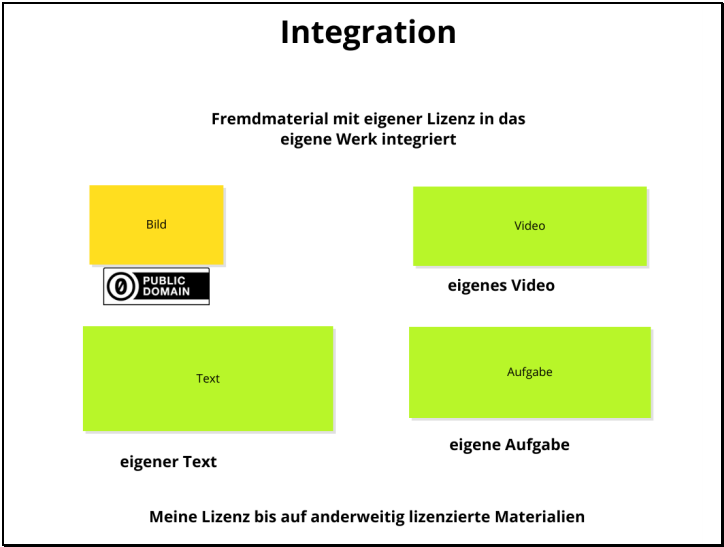 Integration
Fremdmaterial mit eigener Lizenz in das
eigene Werk integriert
Bild
PUBLIC
DOMAIN
Video
eigenes Video
Text
eigener Text
Aufgabe
eigene Aufgabe
Meine Lizenz bis auf anderweitig lizenzierte Materialien